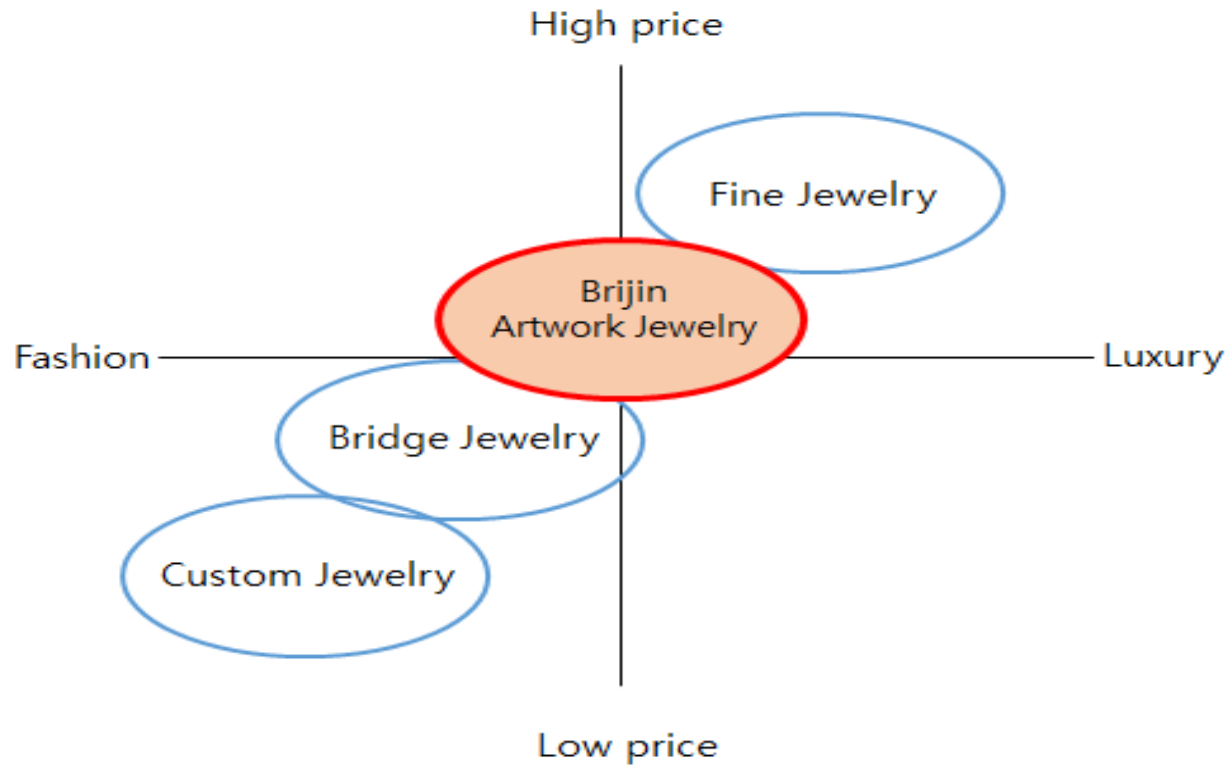 High price
Fine Jewelry
Brijin
Artwork Jewelry
Fashion
Luxury
Bridge Jewelry
Custom Jewelry
Low price